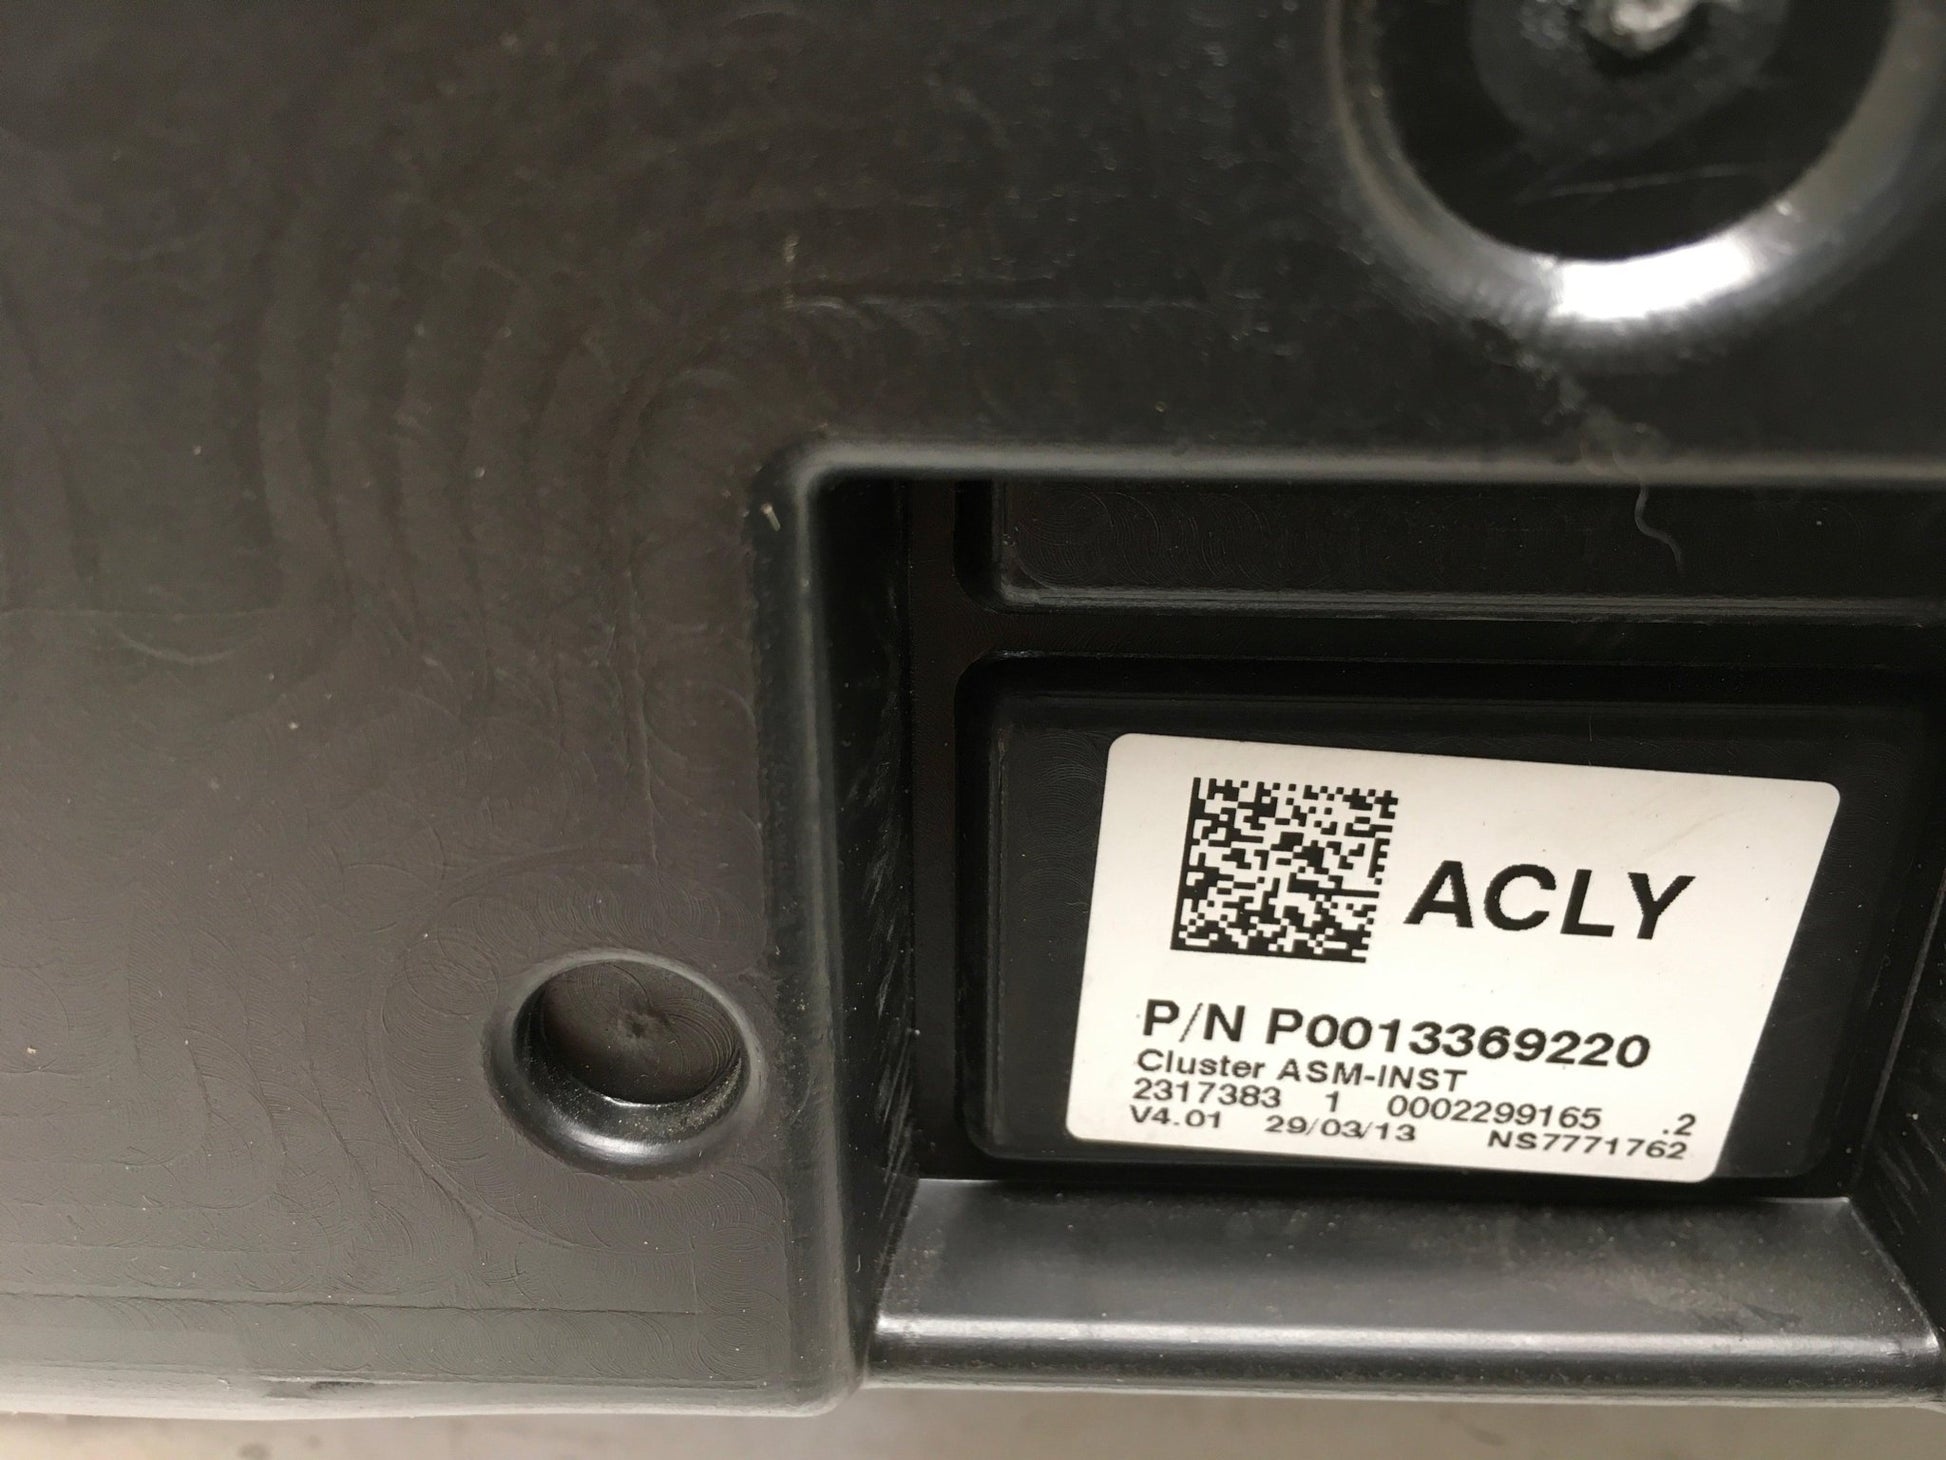 ACLY
P/N P0013369220
Cluster ASM-INST
2317383 1 0002299165 .2
V4.01 29/03/13 NS7771762